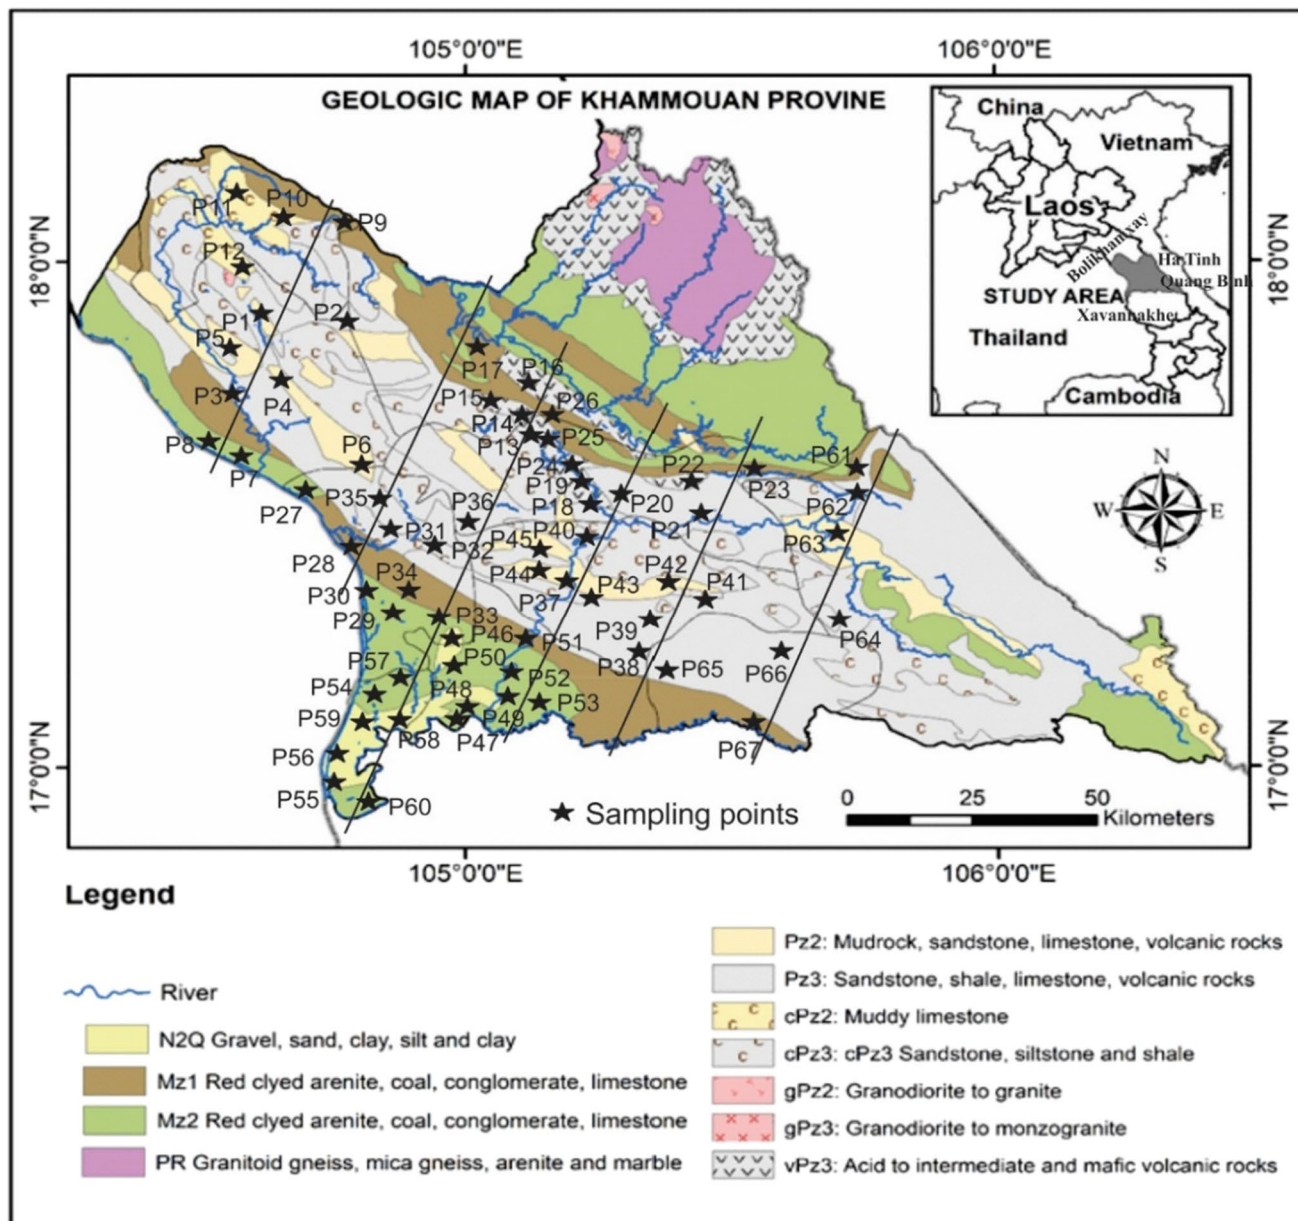 105°0'0"E 106°0'0"E
GEOLOGIC MAP OF KHAMMOUAN PROVINE
China
Vietnam
Laos
Bolikhamxay
Ha Tinh
Quang Binh
STUDY AREA
Xavannakhet
Thailand
Cambodia
18°0'0"N 18°0'0"N
17°0'0"N 17°0'0"N
N
W E
S
P10
P11
P9
P12
P1
P2
P5
P17
P16
P3
P4
P15
P26
P14
P13
P25
P8
P7
P6
P24
P22
P61
P19
P23
P27
P35
P36
P18
P20
P62
P21
P31
P40
P45
P63
P28
P32
P44
P42
P41
P30
P34
P37
P43
P29
P33
P39
P64
P46
P51
P57
P50
P38
P65
P66
P54
P48
P52
P53
P59
P58
P49
P47
P67
P56
P55
P60
Sampling points
0 25 50
Kilometers
105°0'0"E 106°0'0"E
Legend
River
N2Q Gravel, sand, clay, silt and clay
Mz1 Red clyed arenite, coal, conglomerate, limestone
Mz2 Red clyed arenite, coal, conglomerate, limestone
PR Granitoid gneiss, mica gneiss, arenite and marble
Pz2: Mudrock, sandstone, limestone, volcanic rocks
Pz3: Sandstone, shale, limestone, volcanic rocks
cPz2: Muddy limestone
cPz3: cPz3 Sandstone, siltstone and shale
gPz2: Granodiorite to granite
gPz3: Granodiorite to monzogranite
vPz3: Acid to intermediate and mafic volcanic rocks